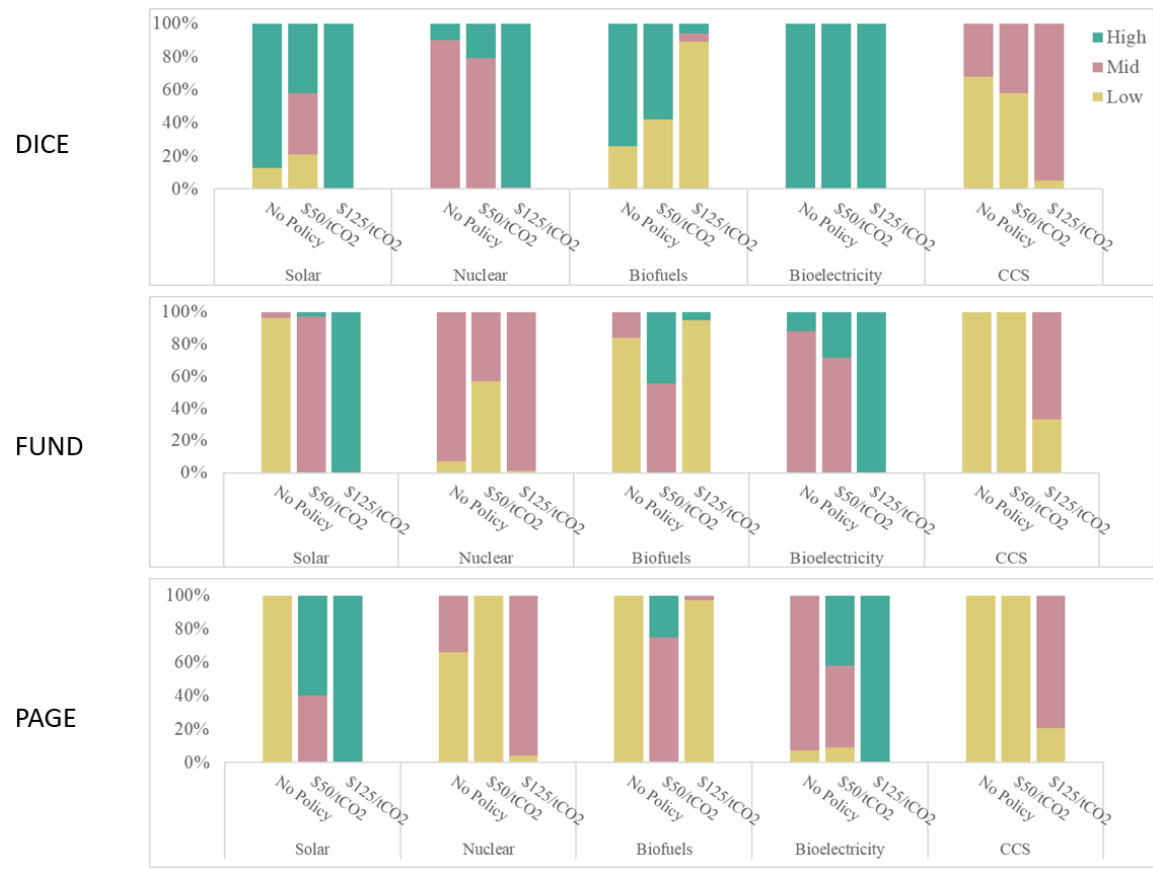 DICE
100%
80%
60%
40%
20%
0%
High
Mid
Low
No Policy $50/tCO2 $125/tCO2 No Policy $50/tCO2 $125/tCO2 No Policy $50/tCO2 $125/tCO2 No Policy $50/tCO2 $125/tCO2 No Policy $50/tCO2 $125/tCO2
Solar Nuclear Biofuels Bioelectricity CCS
FUND
100%
80%
60%
40%
20%
0%
No Policy $50/tCO2 $125/tCO2 No Policy $50/tCO2 $125/tCO2 No Policy $50/tCO2 $125/tCO2 No Policy $50/tCO2 $125/tCO2 No Policy $50/tCO2 $125/tCO2
Solar Nuclear Biofuels Bioelectricity CCS
PAGE
100%
80%
60%
40%
20%
0%
No Policy $50/tCO2 $125/tCO2 No Policy $50/tCO2 $125/tCO2 No Policy $50/tCO2 $125/tCO2 No Policy $50/tCO2 $125/tCO2 No Policy $50/tCO2 $125/tCO2
Solar Nuclear Biofuels Bioelectricity CCS